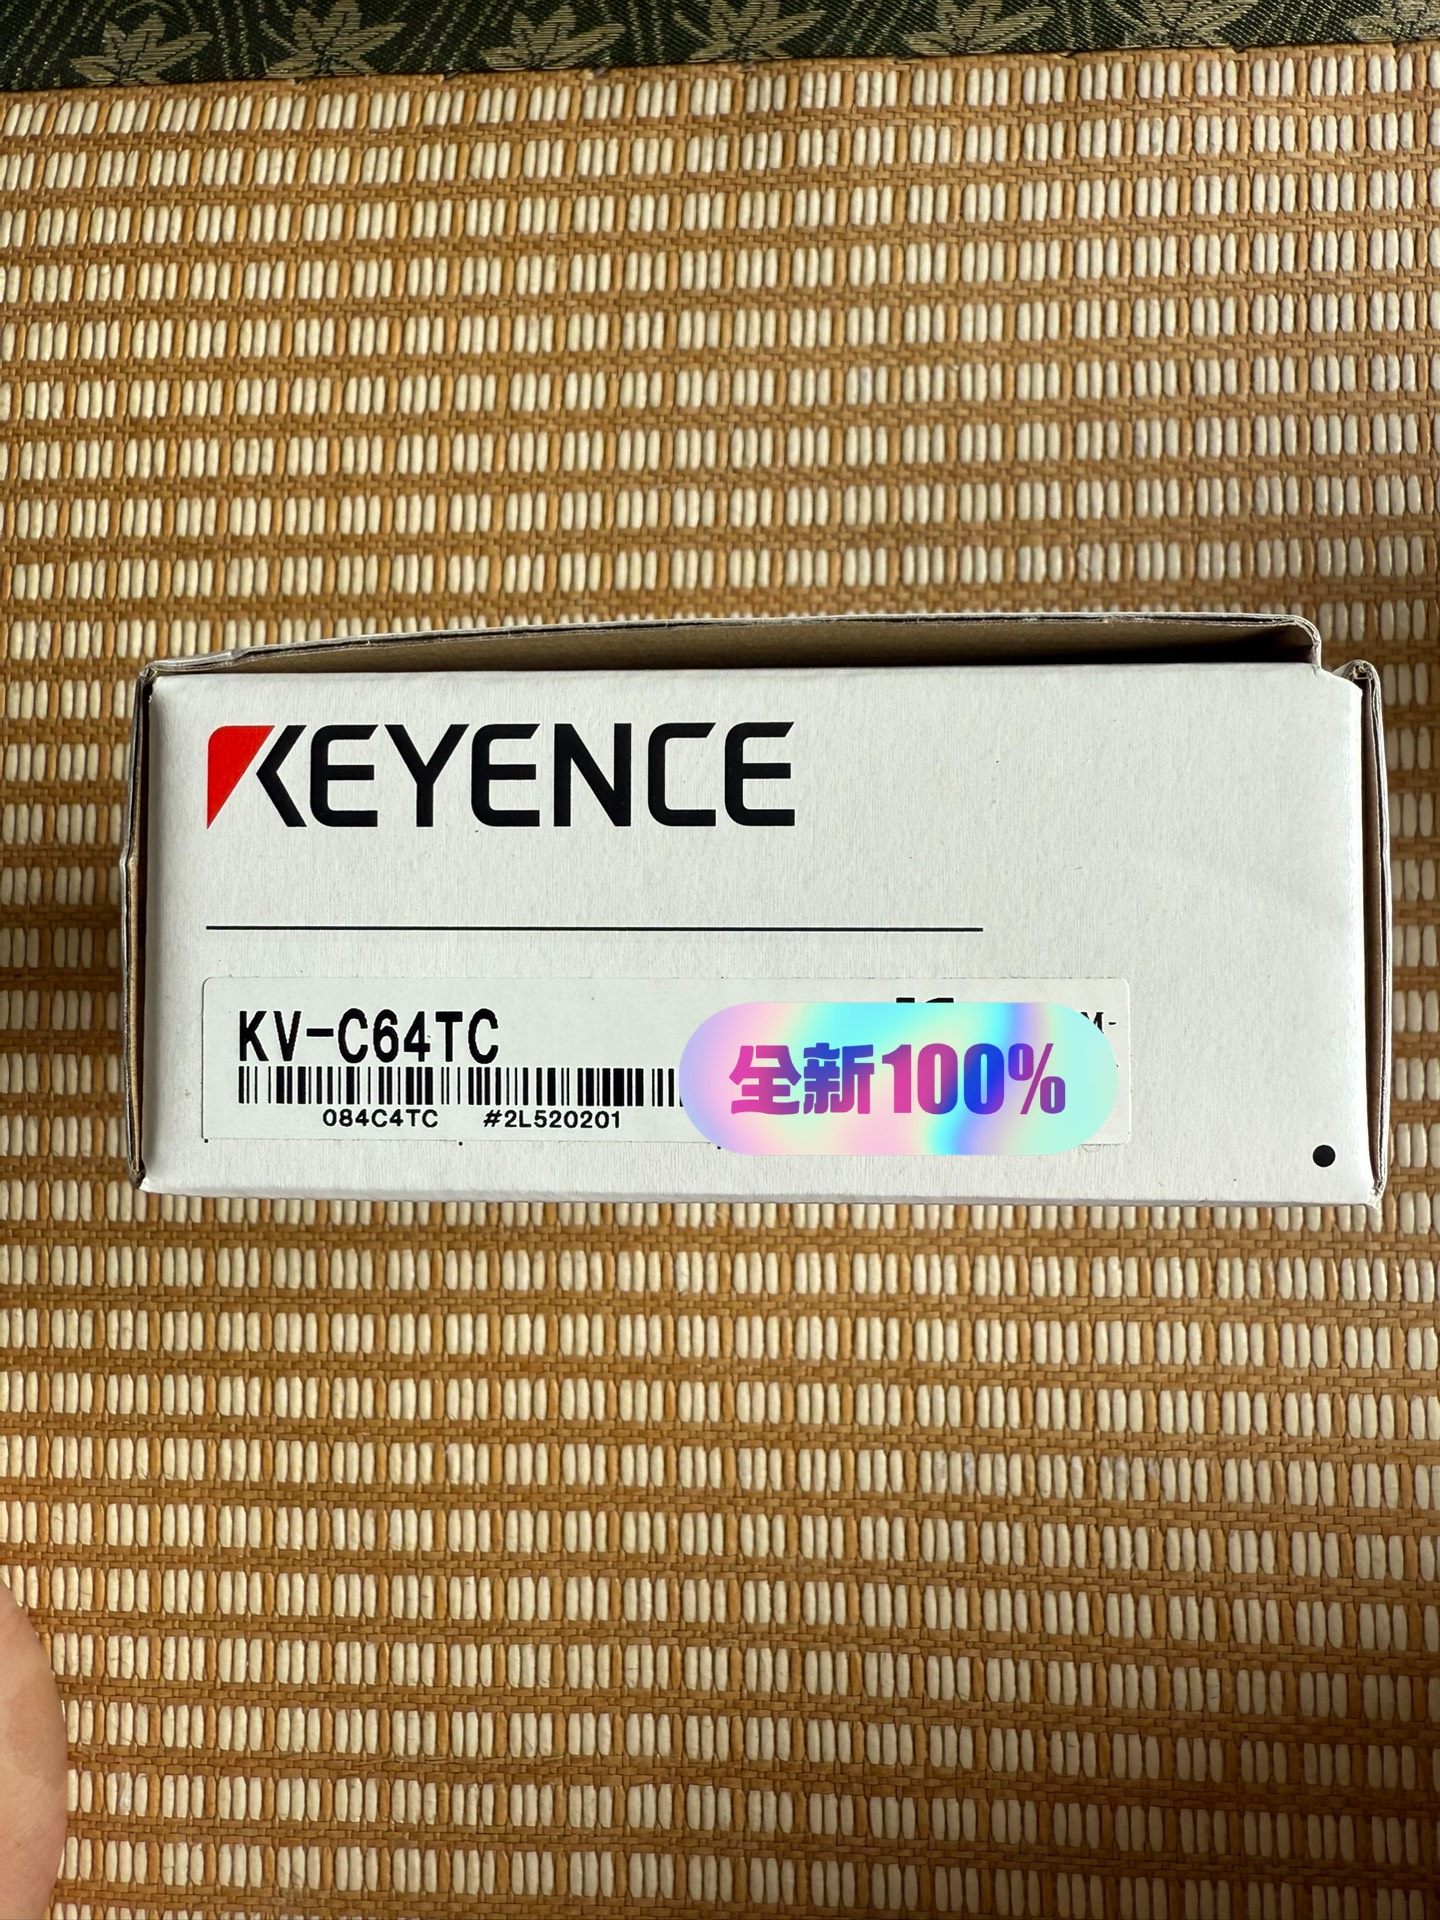 KEYENCE
KV-C64TC
全新100%
084C4TC #2L520201